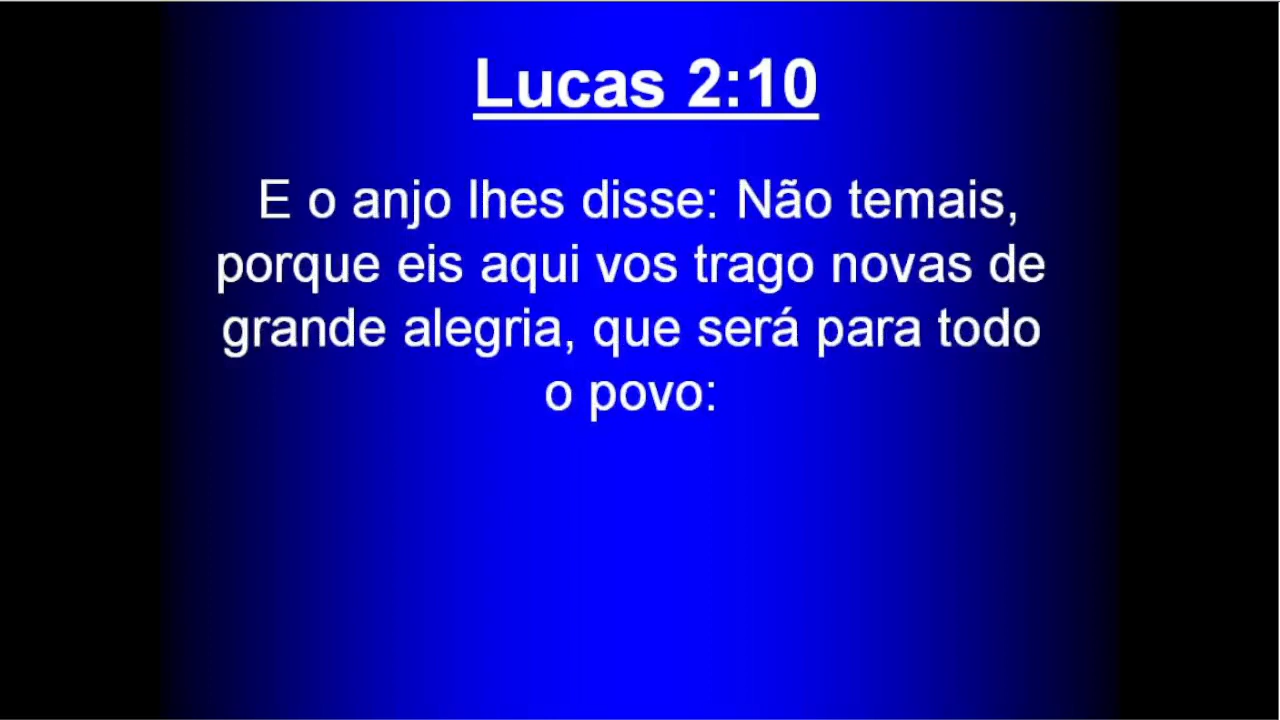 Lucas 2:10
E o anjo lhes disse: Não temais,
porque eis aqui vos trago novas de
grande alegria, que será para todo
o povo: